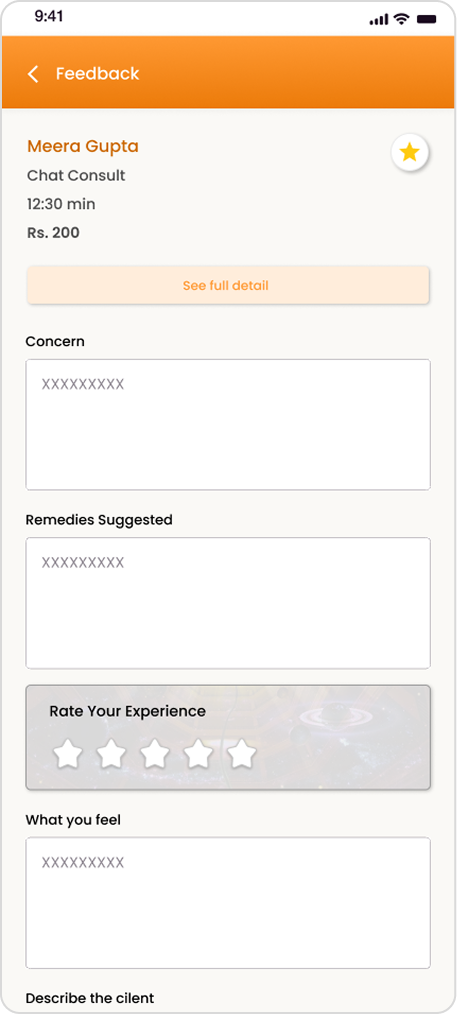 9:41
Feedback
Meera Gupta
Chat Consult
12:30 min
Rs. 200
See full detail
Concern
XXXXXXXXX
Remedies Suggested
XXXXXXXXX
Rate Your Experience
What you feel
XXXXXXXXX
Describe the cilent